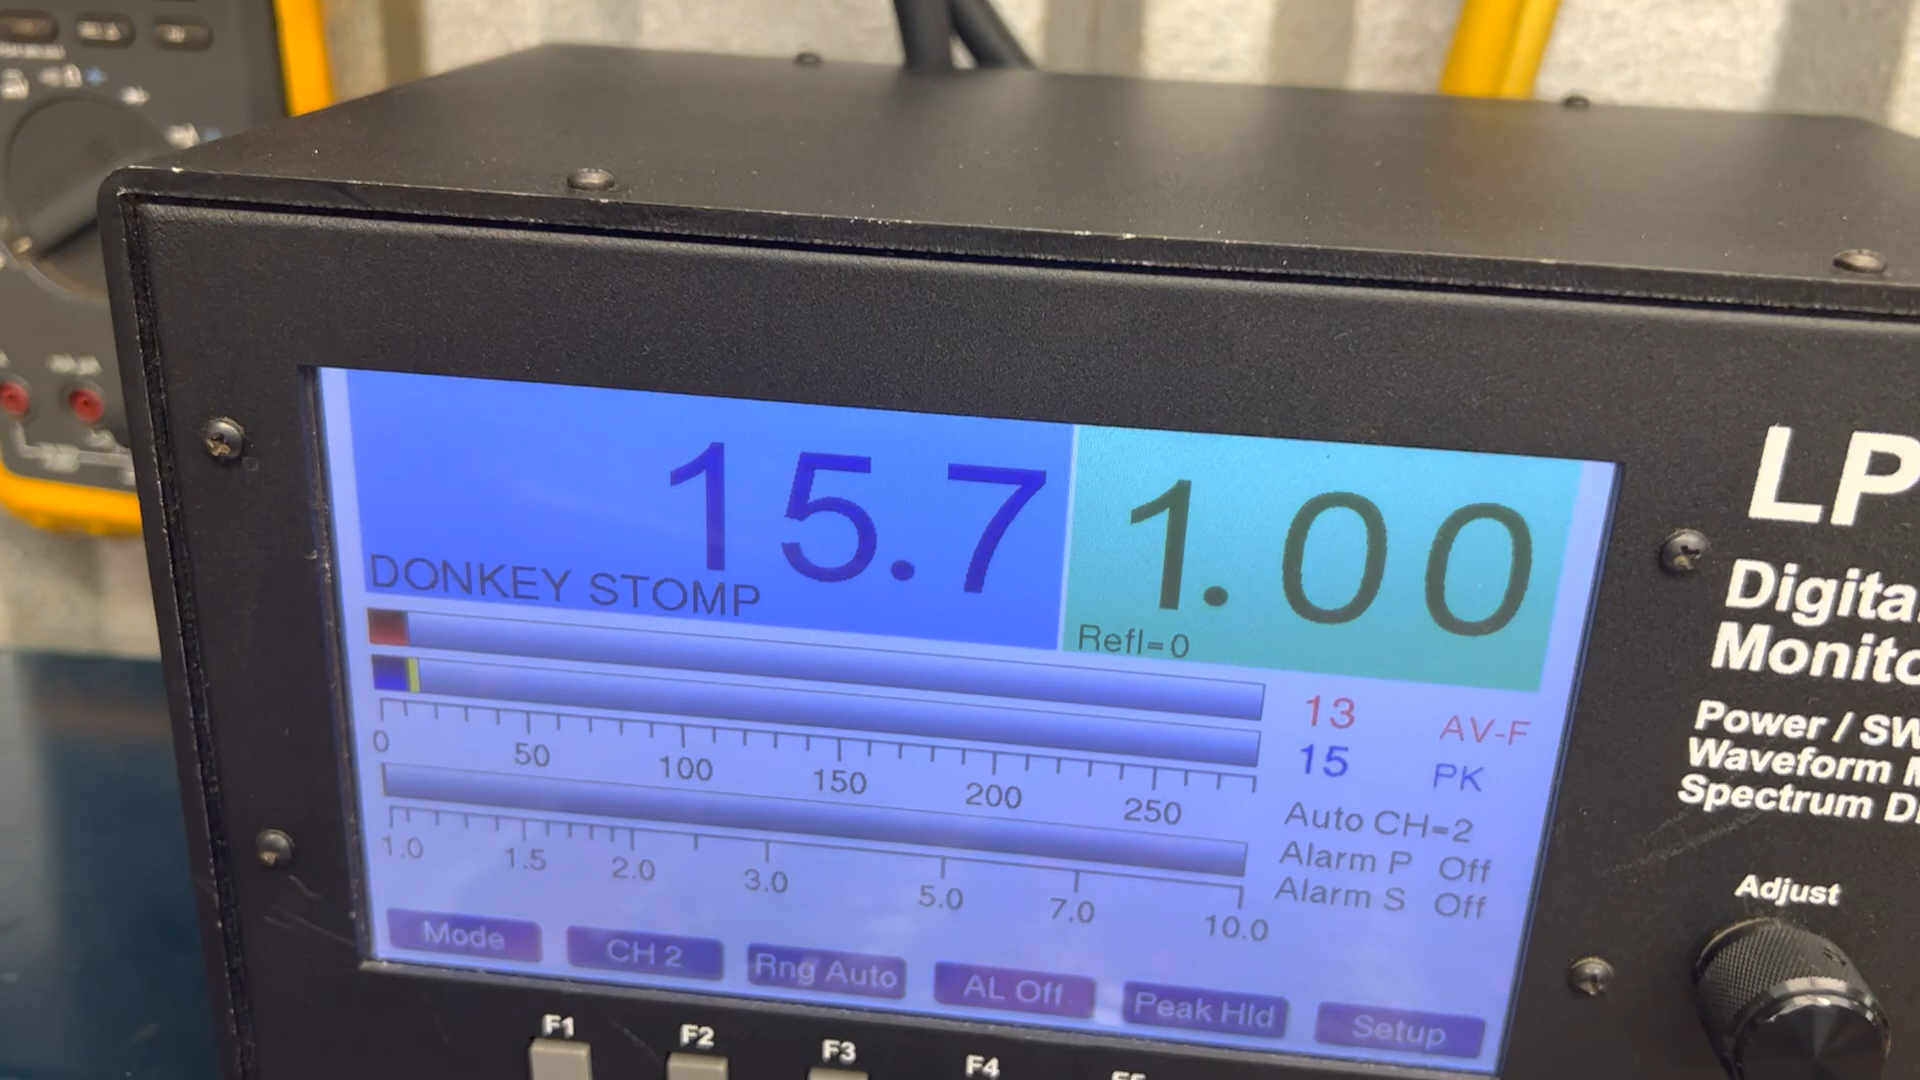 15.7
1.00
DONKEY STOMP
Refl=0
13 AV-F
15 PK
0 50 100 150 200 250
Auto CH=2
Alarm P Off
Alarm S Off
1.0 1.5 2.0 3.0 5.0 7.0 10.0
Mode CH 2 Rng Auto AL Off Peak Hld Setup
F1 F2 F3 F4
LP
Digita
Monito
Power / SW
Waveform M
Spectrum Di
Adjust